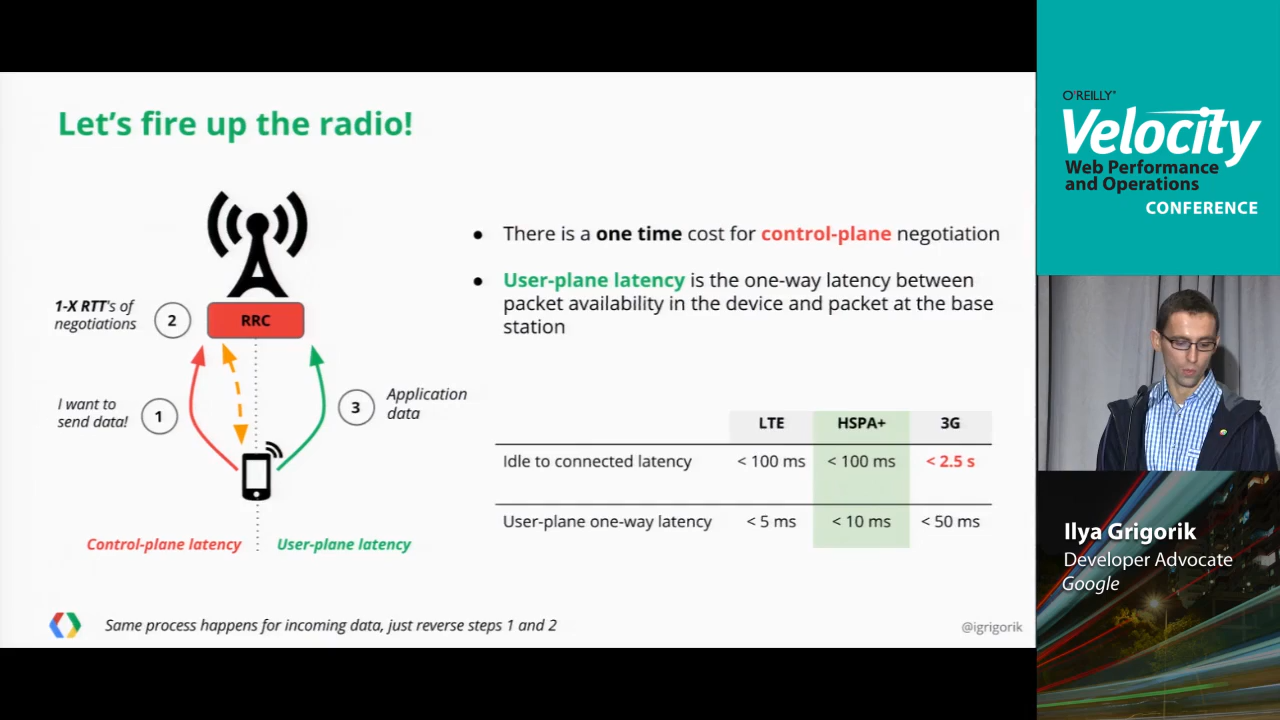 Let's fire up the radio!
1-X RTT's of
negotiations
2
RRC
I want to
send data!
1
3
Application
data
Control-plane latency
User-plane latency
● There is a one time cost for control-plane negotiation
● User-plane latency is the one-way latency between
packet availability in the device and packet at the base
station
LTE HSPA+ 3G
Idle to connected latency < 100 ms < 100 ms < 2.5 s
User-plane one-way latency < 5 ms < 10 ms < 50 ms
Same process happens for incoming data, just reverse steps 1 and 2
@igrigorik
O'REILLY®
Velocity
Web Performance
and Operations
CONFERENCE
Ilya Grigorik
Developer Advocate
Google